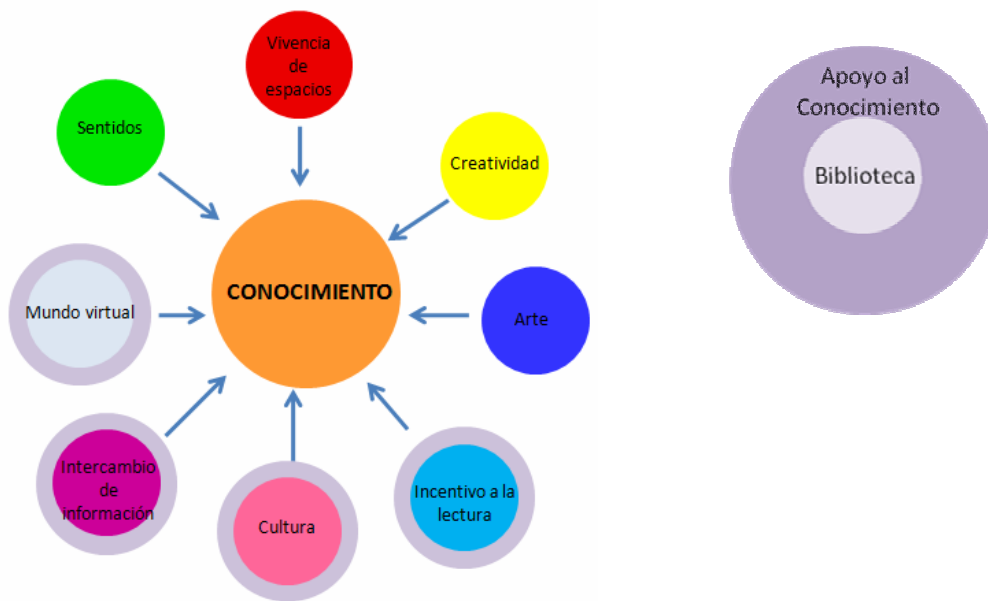 Vivencia
de
espacios
Sentidos
Creatividad
CONOCIMIENTO
Mundo virtual
Arte
Intercambio
de
información
Cultura
Incentivo a la
lectura
Apoyo al
Conocimiento
Biblioteca